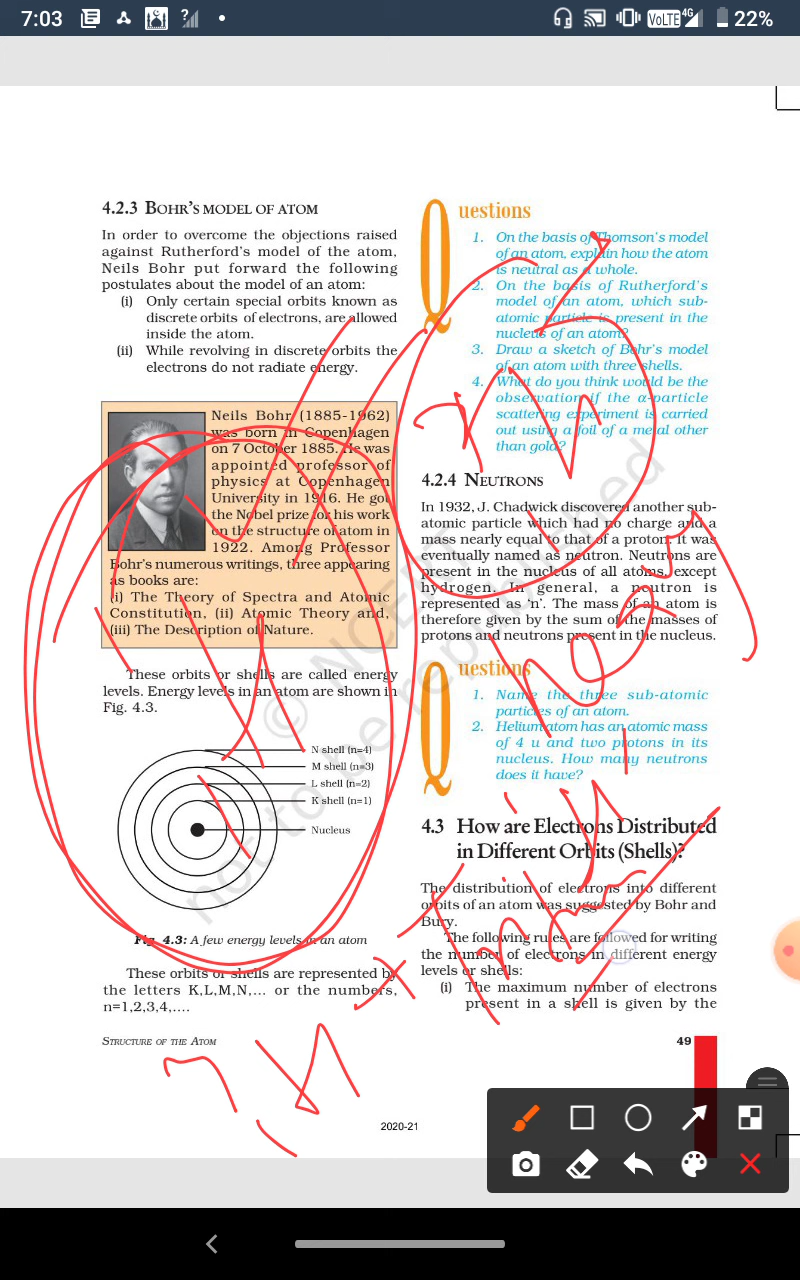 7:03
VoLTE 4G 22%
4.2.3 BOHR'S MODEL OF ATOM
In order to overcome the objections raised
against Rutherford's model of the atom,
Neils Bohr put forward the following
postulates about the model of an atom:
(i) Only certain special orbits known as
discrete orbits of electrons, are allowed
inside the atom.
(ii) While revolving in discrete orbits the
electrons do not radiate energy.
Neils Bohr (1885-1962)
was born in Copenhagen
on 7 October 1885. He was
appointed professor of
physics at Copenhagen
University in 1916. He got
the Nobel prize for his work
on the structure of atom in
1922. Among Professor
Bohr's numerous writings, three appearing
as books are:
(i) The Theory of Spectra and Atomic
Constitution, (ii) Atomic Theory and,
(iii) The Description of Nature.
These orbits or shells are called energy
levels. Energy levels in an atom are shown in
Fig. 4.3.
N shell (n=4)
M shell (n=3)
L shell (n=2)
K shell (n=1)
Nucleus
Fig. 4.3: A few energy levels in an atom
These orbits or shells are represented by
the letters K,L,M,N,… or the numbers,
n=1,2,3,4,….
Questions
1. On the basis of Thomson's model
of an atom, explain how the atom
is neutral as a whole.
2. On the basis of Rutherford's
model of an atom, which sub-
atomic particle is present in the
nucleus of an atom?
3. Draw a sketch of Bohr's model
of an atom with three shells.
4. What do you think would be the
observation if the α-particle
scattering experiment is carried
out using a foil of a metal other
than gold?
4.2.4 NEUTRONS
In 1932, J. Chadwick discovered another sub-
atomic particle which had no charge and a
mass nearly equal to that of a proton. It was
eventually named as neutron. Neutrons are
present in the nucleus of all atoms, except
hydrogen. In general, a neutron is
represented as 'n'. The mass of an atom is
therefore given by the sum of the masses of
protons and neutrons present in the nucleus.
Questions
1. Name the three sub-atomic
particles of an atom.
2. Helium atom has an atomic mass
of 4 u and two protons in its
nucleus. How many neutrons
does it have?
4.3 How are Electrons Distributed
in Different Orbits (Shells)?
The distribution of electrons into different
orbits of an atom was suggested by Bohr and
Bury.
The following rules are followed for writing
the number of electrons in different energy
levels or shells:
(i) The maximum number of electrons
present in a shell is given by the
STRUCTURE OF THE ATOM
49
2020-21
© NCERT
not to be republished